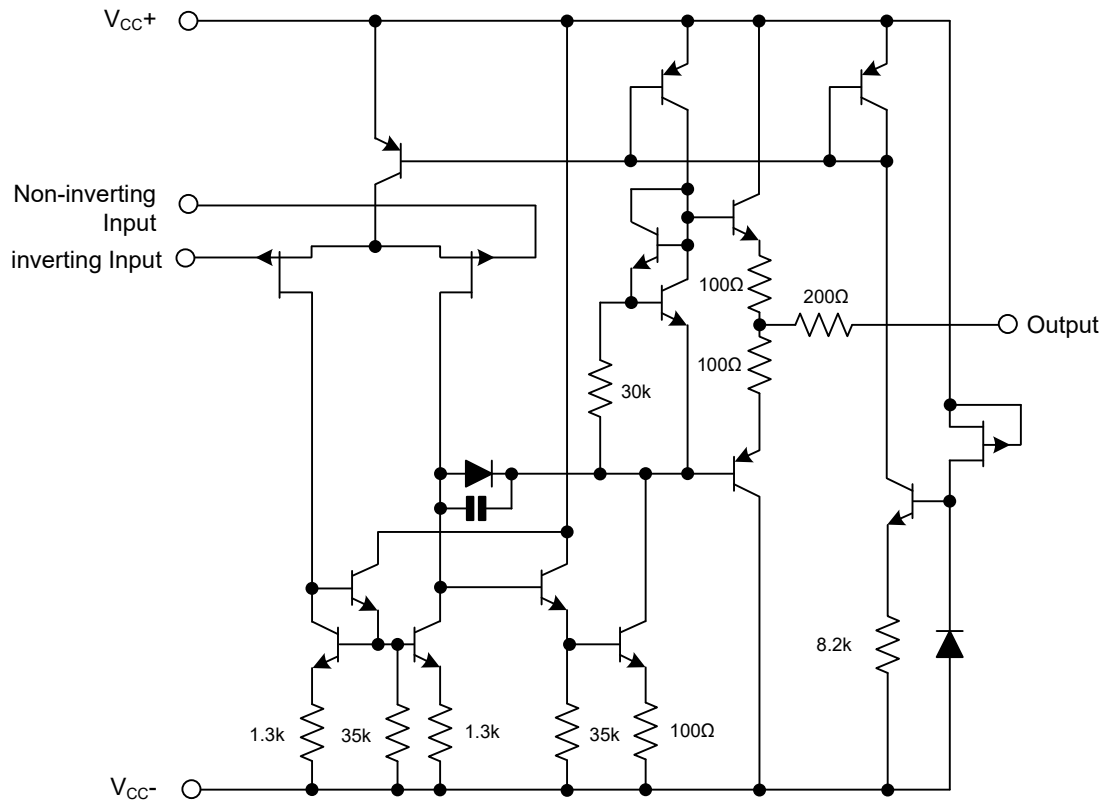 VCC+
Non-inverting
Input
inverting Input
100Ω
200Ω
Output
100Ω
30k
8.2k
1.3k
35k
1.3k
35k
100Ω
VCC-